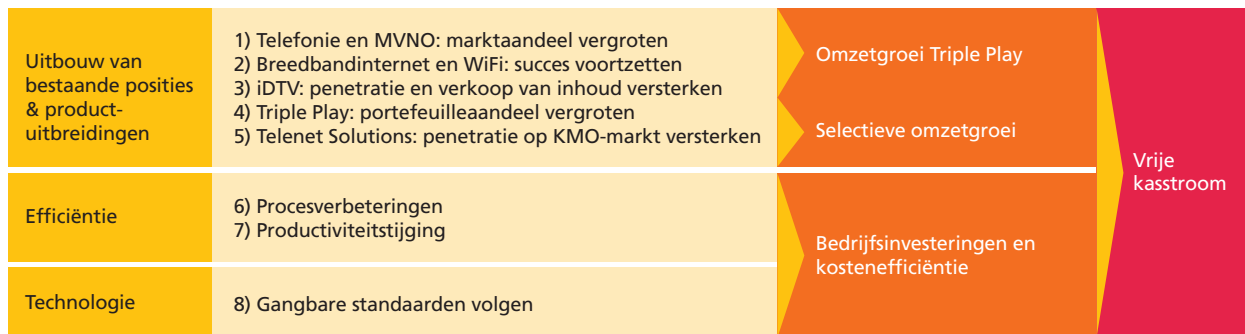 Uitbouw van
bestaande posities
& product-
uitbreidingen
1) Telefonie en MVNO: marktaandeel vergroten
2) Breedbandinternet en WiFi: succes voortzetten
3) iDTV: penetratie en verkoop van inhoud versterken
4) Triple Play: portefeuilleaandeel vergroten
5) Telenet Solutions: penetratie op KMO-markt versterken
Omzetgroei Triple Play
Selectieve omzetgroei
Efficiëntie
6) Procesverbeteringen
7) Productiviteitstijging
Technologie
8) Gangbare standaarden volgen
Bedrijfsinvesteringen en
kostenefficiëntie
Vrije
kasstroom